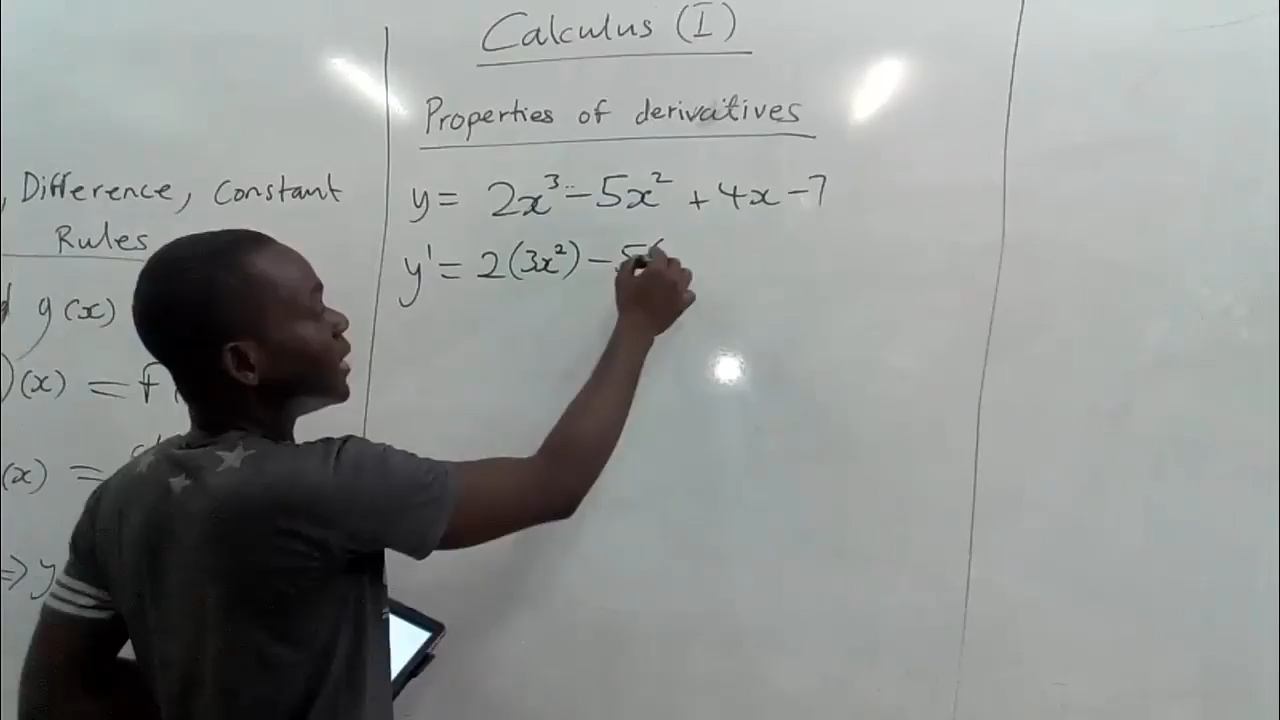 Calculus (I)
Properties of derivatives
, Difference, Constant
Rules
g(x)
)(x) = f
(x) =
⇒ y
y = 2x³ - 5x² + 4x - 7
y' = 2(3x²) - 5(